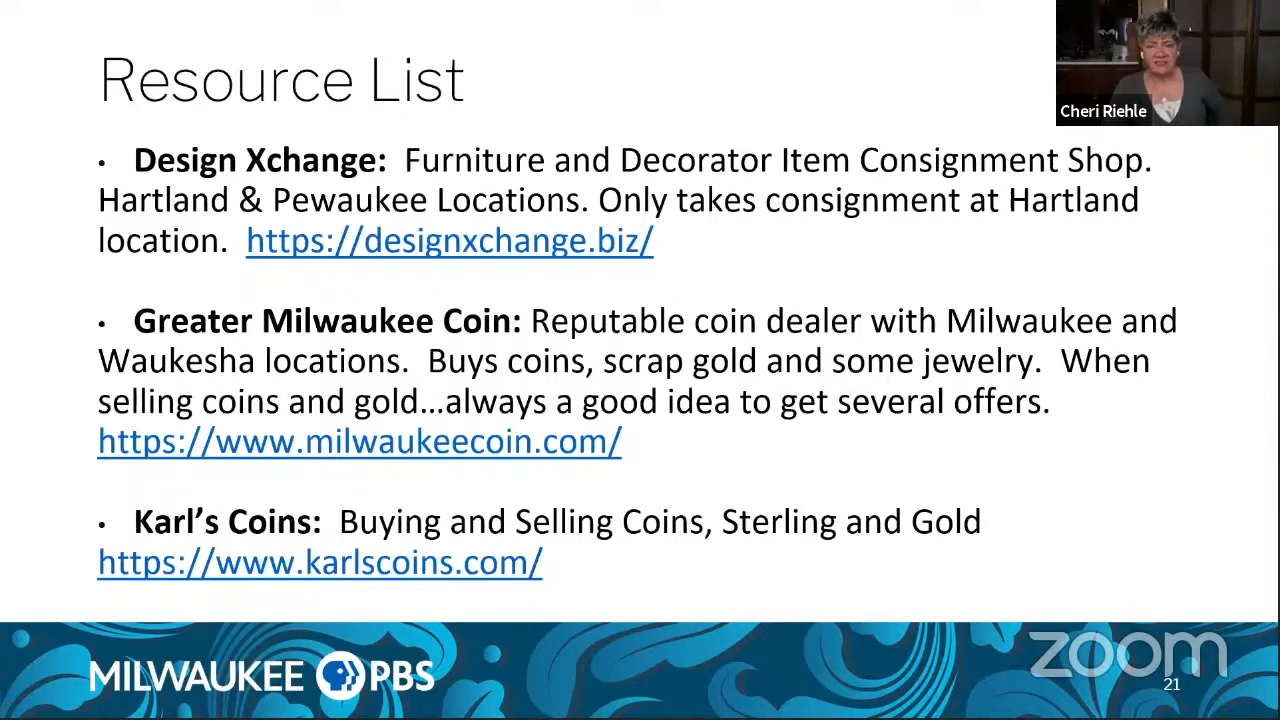 Resource List
Cheri Riehle
• Design Xchange: Furniture and Decorator Item Consignment Shop.
Hartland & Pewaukee Locations. Only takes consignment at Hartland
location. https://designxchange.biz/
• Greater Milwaukee Coin: Reputable coin dealer with Milwaukee and
Waukesha locations. Buys coins, scrap gold and some jewelry. When
selling coins and gold…always a good idea to get several offers.
https://www.milwaukeecoin.com/
• Karl’s Coins: Buying and Selling Coins, Sterling and Gold
https://www.karlscoins.com/
MILWAUKEE PBS
zoom
21